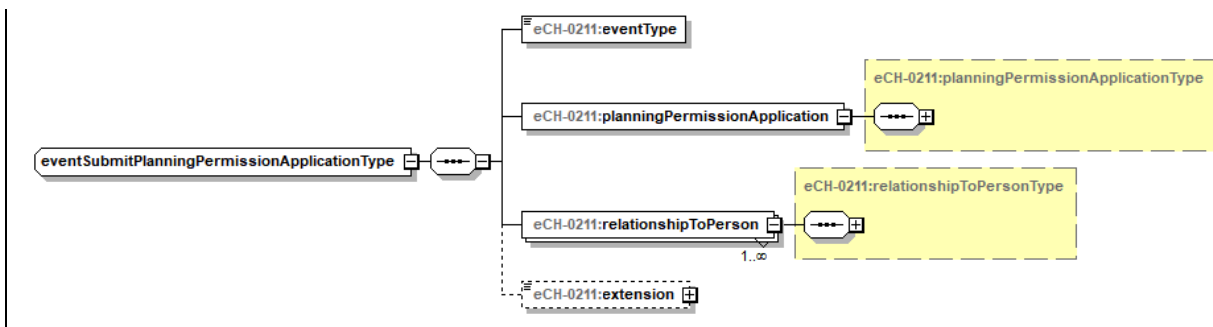 eCH-0211:eventType
eCH-0211:planningPermissionApplicationType
eCH-0211:planningPermissionApplication
eventSubmitPlanningPermissionApplicationType
eCH-0211:relationshipToPersonType
eCH-0211:relationshipToPerson
1..∞
eCH-0211:extension